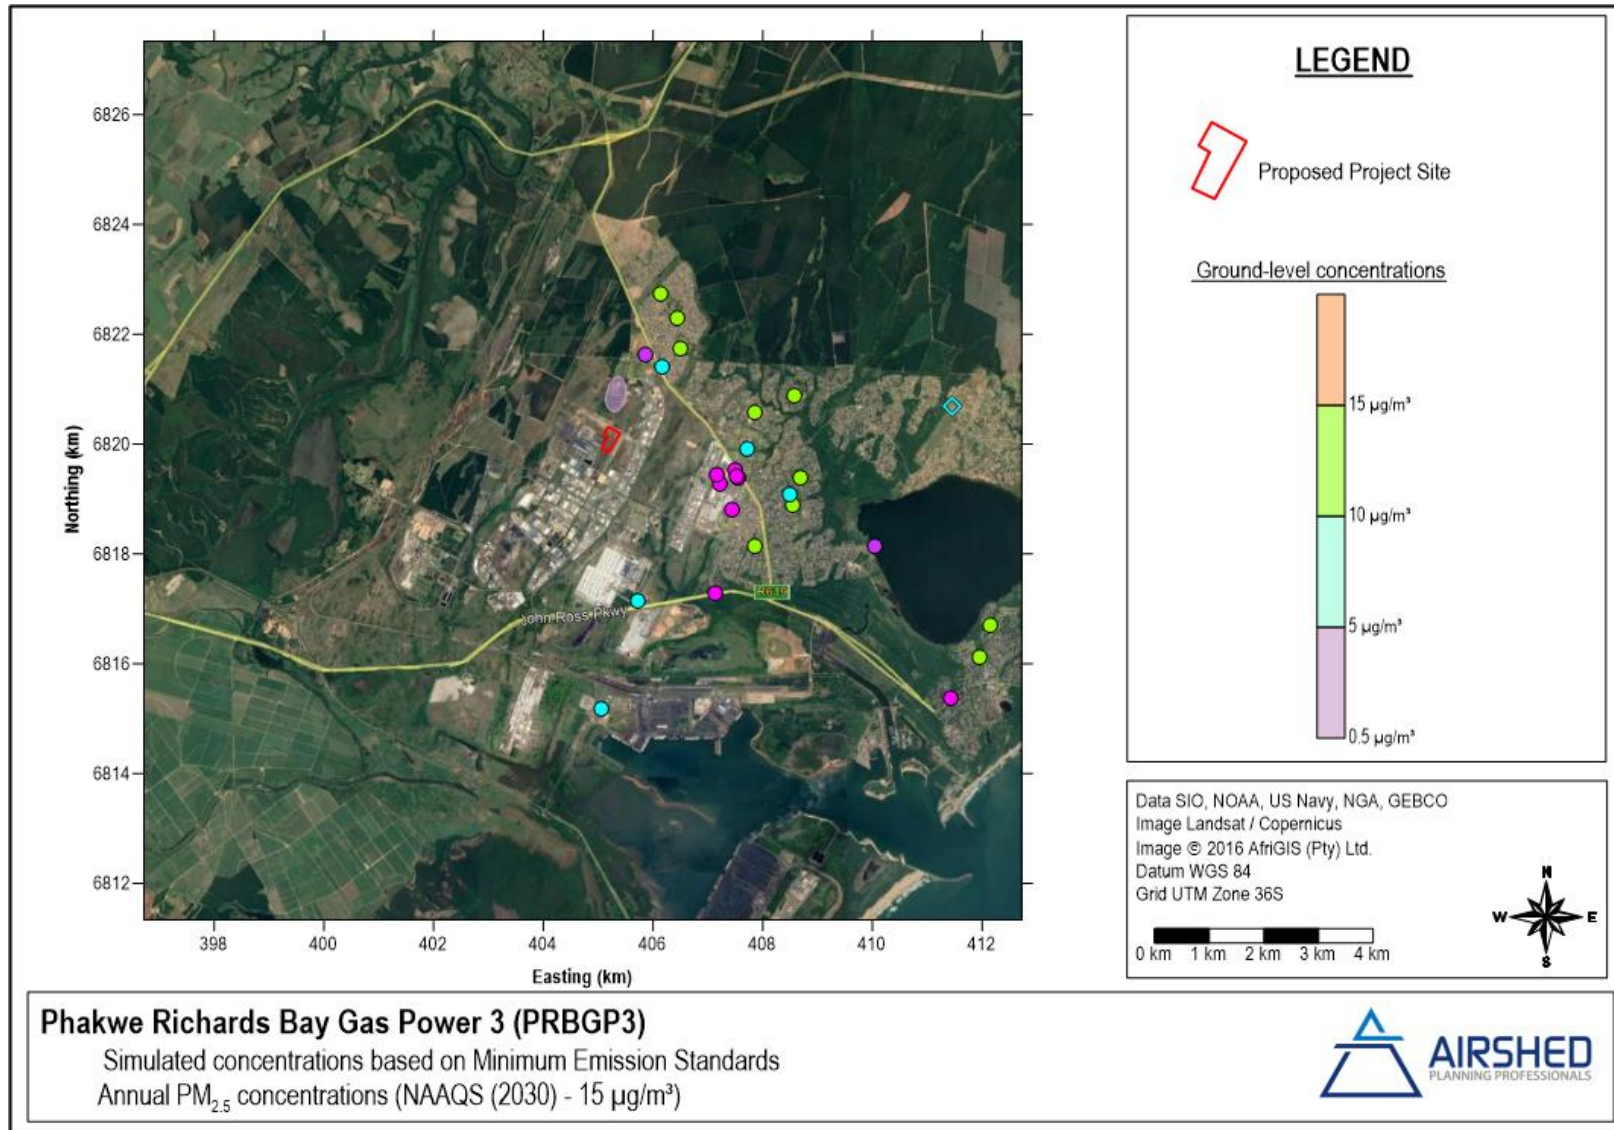 LEGEND
Proposed Project Site
Ground-level concentrations
15 µg/m³
10 µg/m³
5 µg/m³
0.5 µg/m³
6826
6824
6822
6820
6818
6816
6814
6812
Northing (km)
John Ross Pkwy
398
400
402
404
406
408
410
412
Easting (km)
Data SIO, NOAA, US Navy, NGA, GEBCO
Image Landsat / Copernicus
Image © 2016 AfriGIS (Pty) Ltd.
Datum WGS 84
Grid UTM Zone 36S
N
W E
S
0 km 1 km 2 km 3 km 4 km
Phakwe Richards Bay Gas Power 3 (PRBGP3)
Simulated concentrations based on Minimum Emission Standards
Annual PM2.5 concentrations (NAAQS (2030) - 15 µg/m³)
AIRSHED
PLANNING PROFESSIONALS